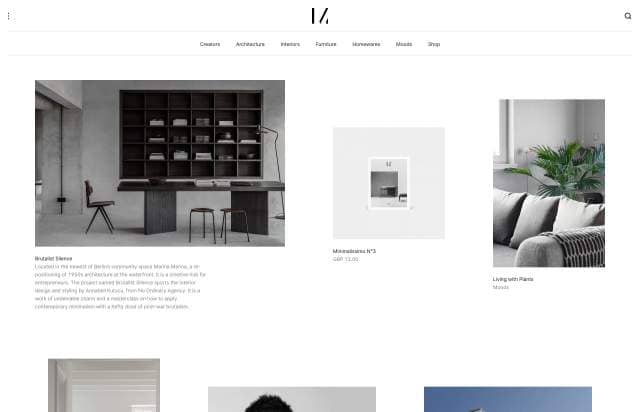 Creators Architecture Interiors Furniture Homewares Moods Shop
Brutalist Silence
Located in the newest of Berlin's community space Marina Marina, a re-
positioning of 1950s architecture at the waterfront. It is a creative hub for
entrepreneurs. The project named Brutalist Silence sports the interior
design and styling by Annabell Kutucu, from No Ordinary Agency. It is a
work of undeniable charm and a masterclass on how to apply
contemporary minimalism with a hefty dose of post-war brutalism.
Minimalissimo Nº3
GBP 15.00
Living with Plants
Moods